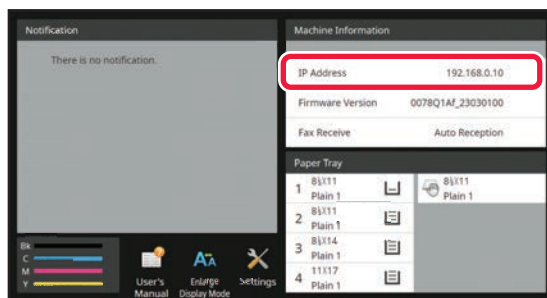 Notification
There is no notification.
Machine Information
IP Address 192.168.0.10
Firmware Version 0078Q1Af_23030100
Fax Receive Auto Reception
Paper Tray
1 8½X11
Plain 1
8½X11
Plain 1
2 8½X11
Plain 1
3 8½X14
Plain 1
4 11X17
Plain 1
Bk
C
M
Y
User's
Manual
Enlarge
Display Mode
Settings